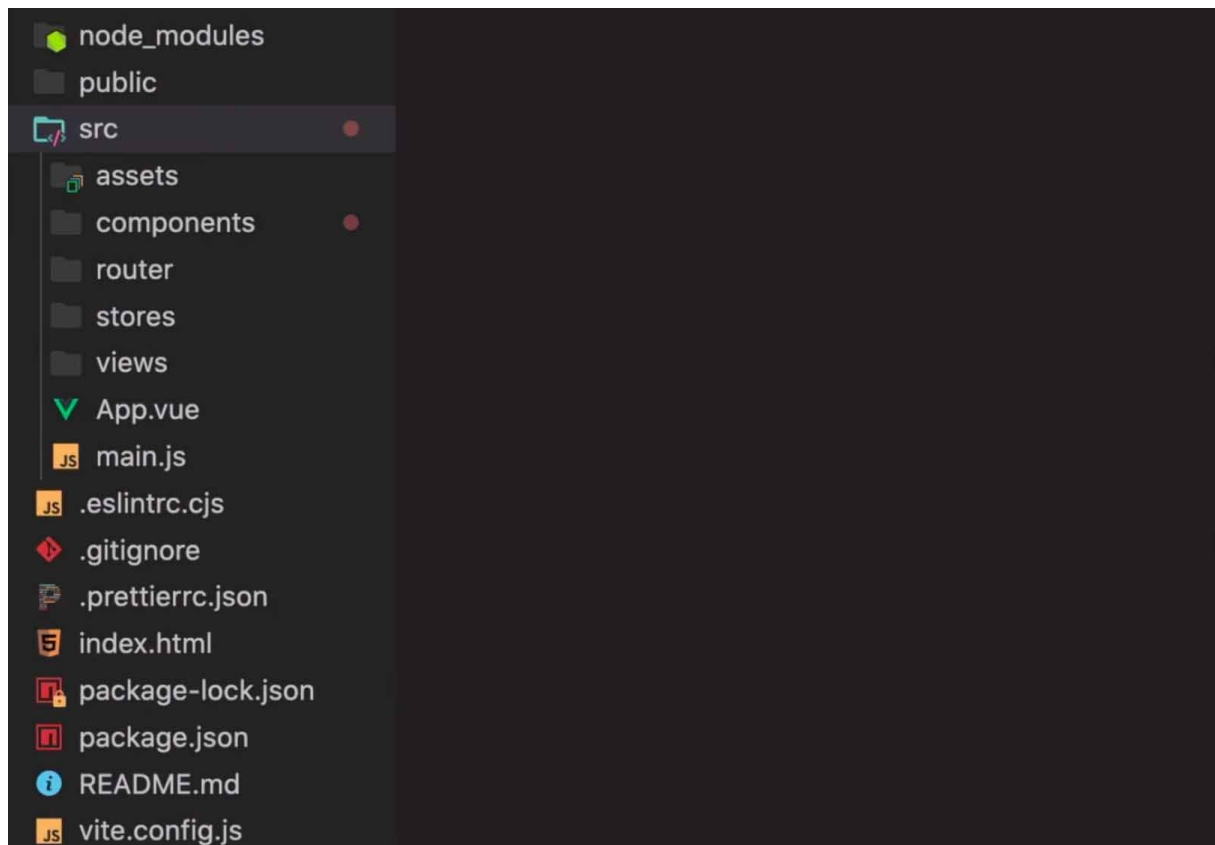 node_modules
public
src
assets
components
router
stores
views
App.vue
main.js
.eslintrc.cjs
.gitignore
.prettierrc.json
index.html
package-lock.json
package.json
README.md
vite.config.js